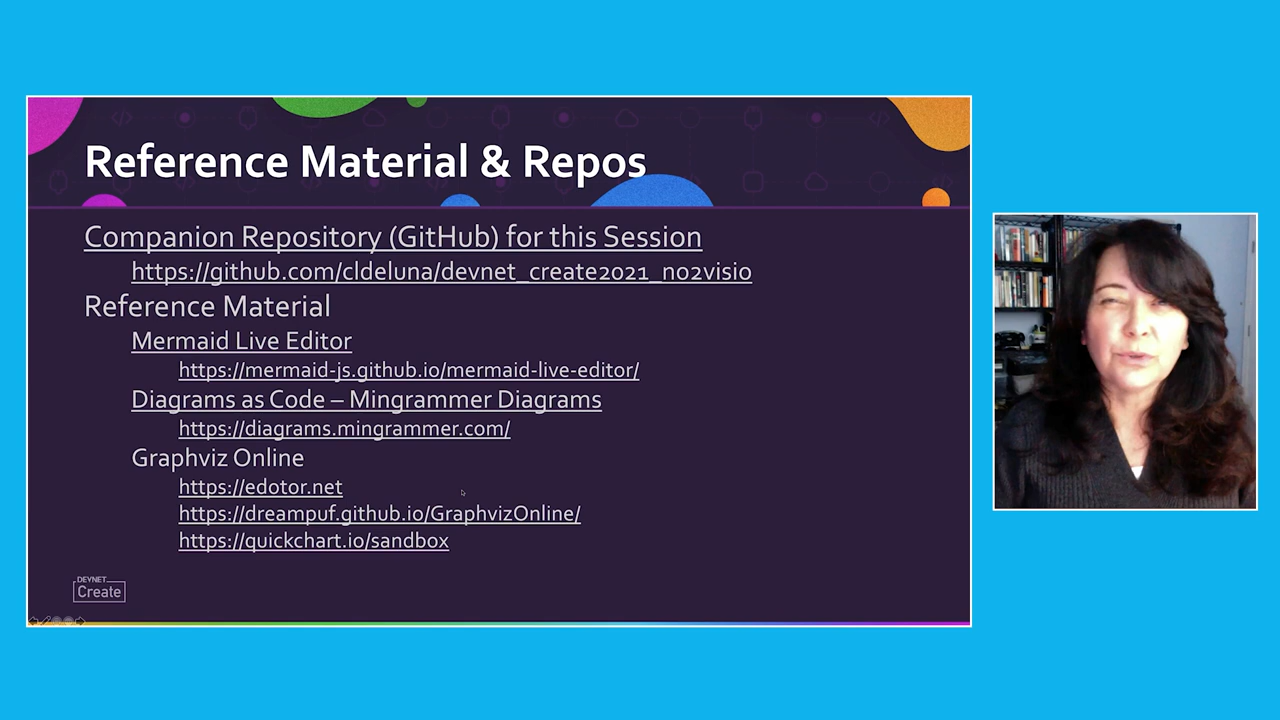 Reference Material & Repos
Companion Repository (GitHub) for this Session
https://github.com/cldeluna/devnet_create2021_no2visio
Reference Material
Mermaid Live Editor
https://mermaid-js.github.io/mermaid-live-editor/
Diagrams as Code – Mingrammer Diagrams
https://diagrams.mingrammer.com/
Graphviz Online
https://edotor.net
https://dreampuf.github.io/GraphvizOnline/
https://quickchart.io/sandbox
DEVNET
Create